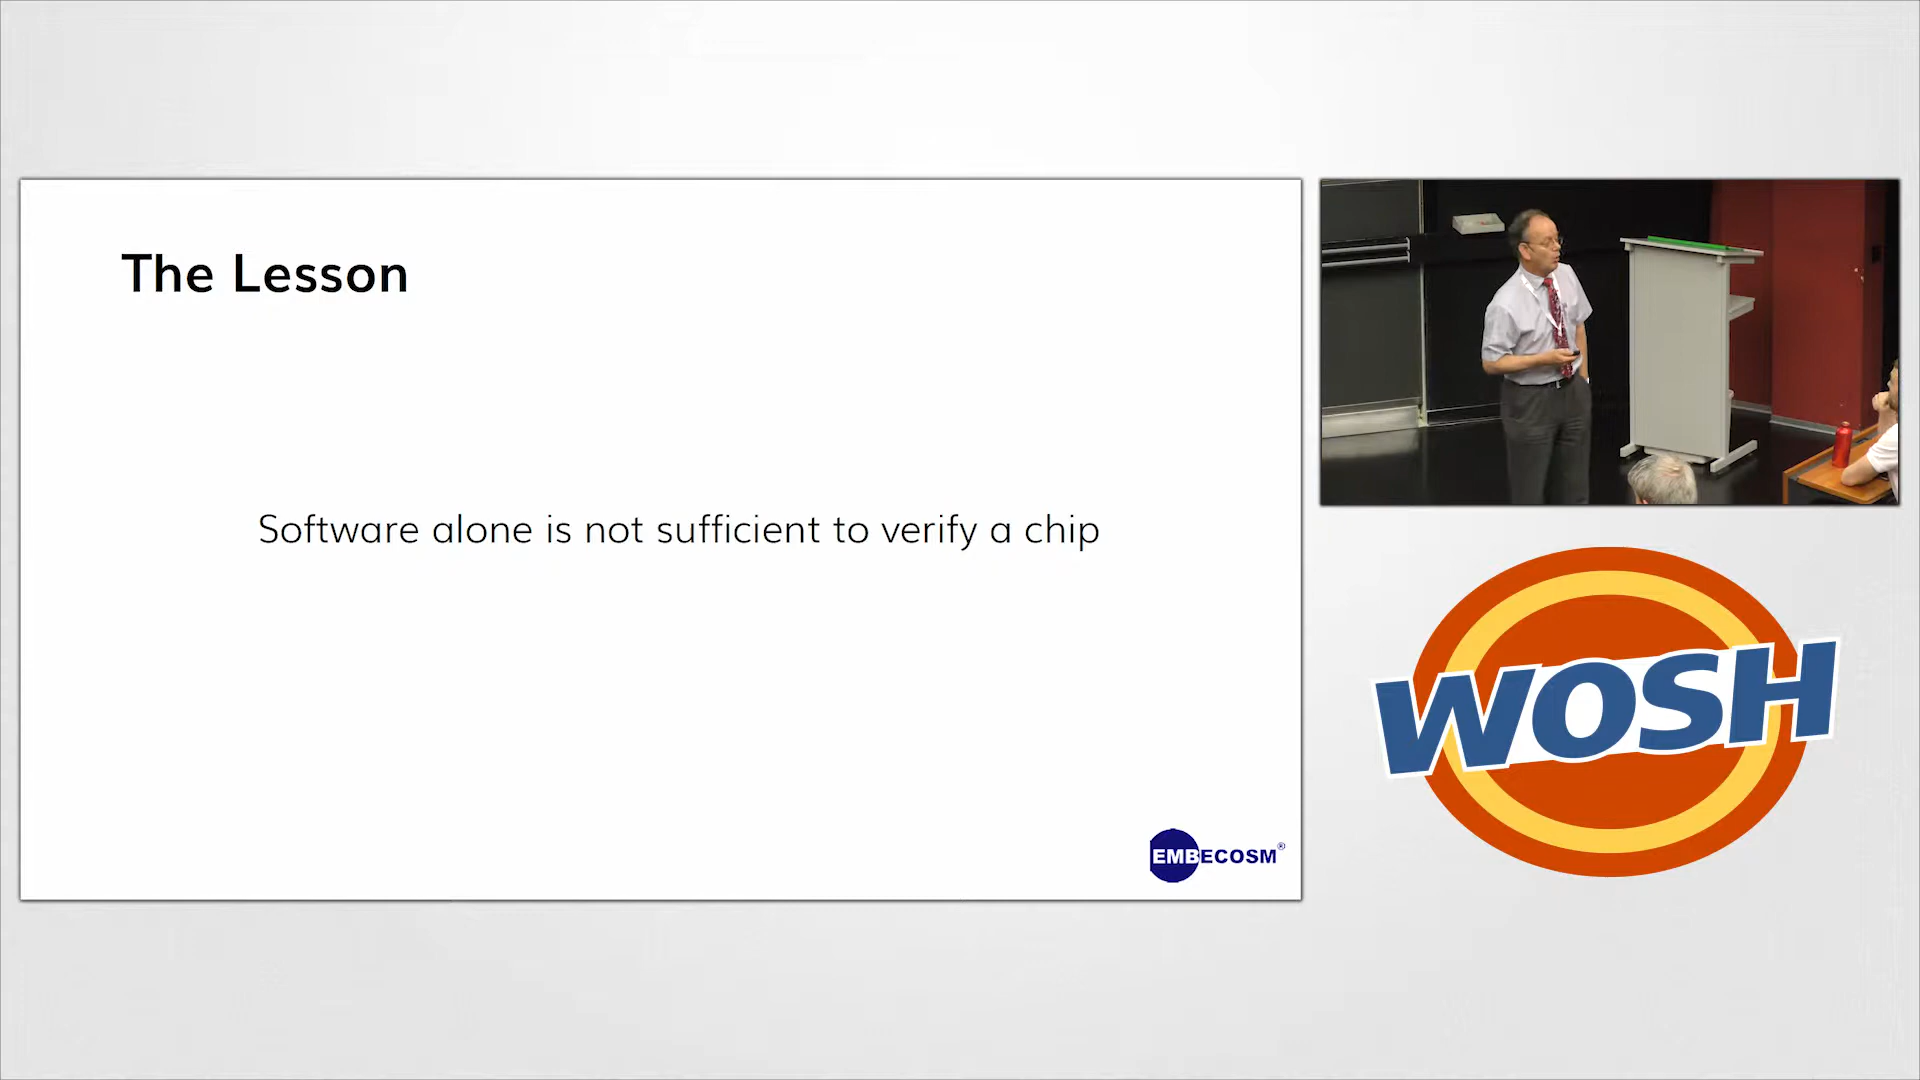 The Lesson
Software alone is not sufficient to verify a chip
EMBECOSM®
WOSH